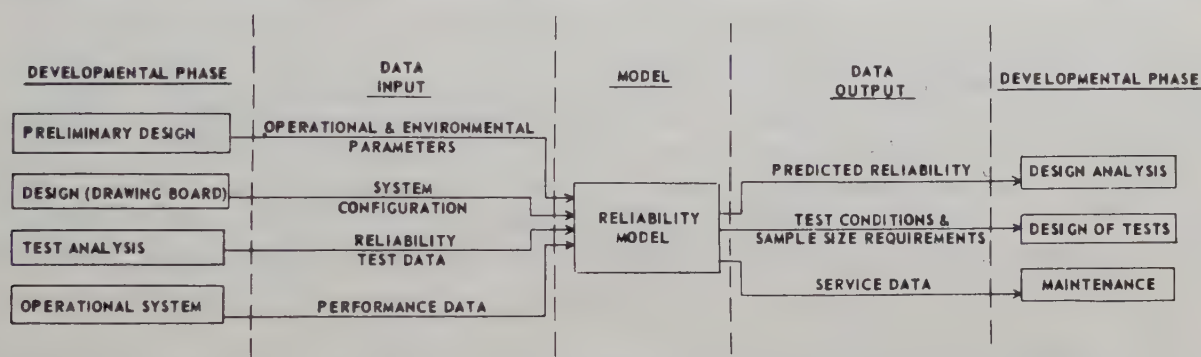 DEVELOPMENTAL PHASE
DATA
INPUT
MODEL
DATA
OUTPUT
DEVELOPMENTAL PHASE
PRELIMINARY DESIGN
OPERATIONAL & ENVIRONMENTAL
PARAMETERS
DESIGN (DRAWING BOARD)
SYSTEM
CONFIGURATION
TEST ANALYSIS
RELIABILITY
TEST DATA
OPERATIONAL SYSTEM
PERFORMANCE DATA
RELIABILITY
MODEL
PREDICTED RELIABILITY
DESIGN ANALYSIS
TEST CONDITIONS &
SAMPLE SIZE REQUIREMENTS
DESIGN OF TESTS
SERVICE DATA
MAINTENANCE